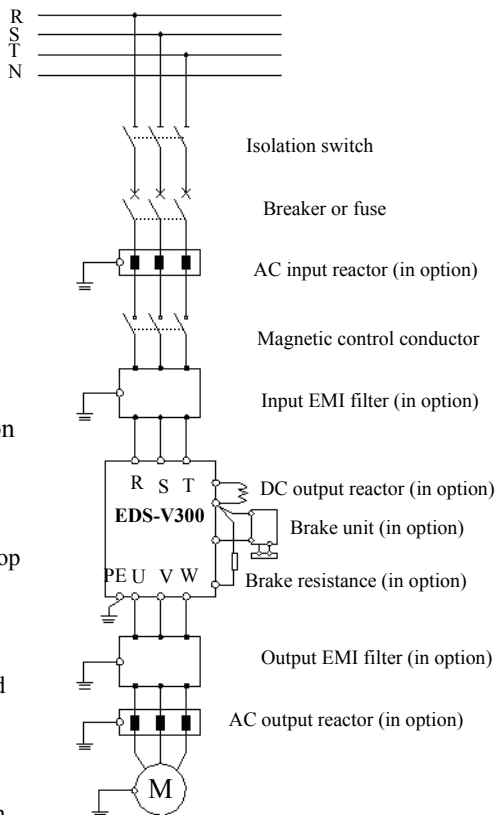 R
S
T
N
Isolation switch
Breaker or fuse
AC input reactor (in option)
Magnetic control conductor
Input EMI filter (in option)
R S T
DC output reactor (in option)
EDS-V300
Brake unit (in option)
PE U V W
Brake resistance (in option)
Output EMI filter (in option)
AC output reactor (in option)
M